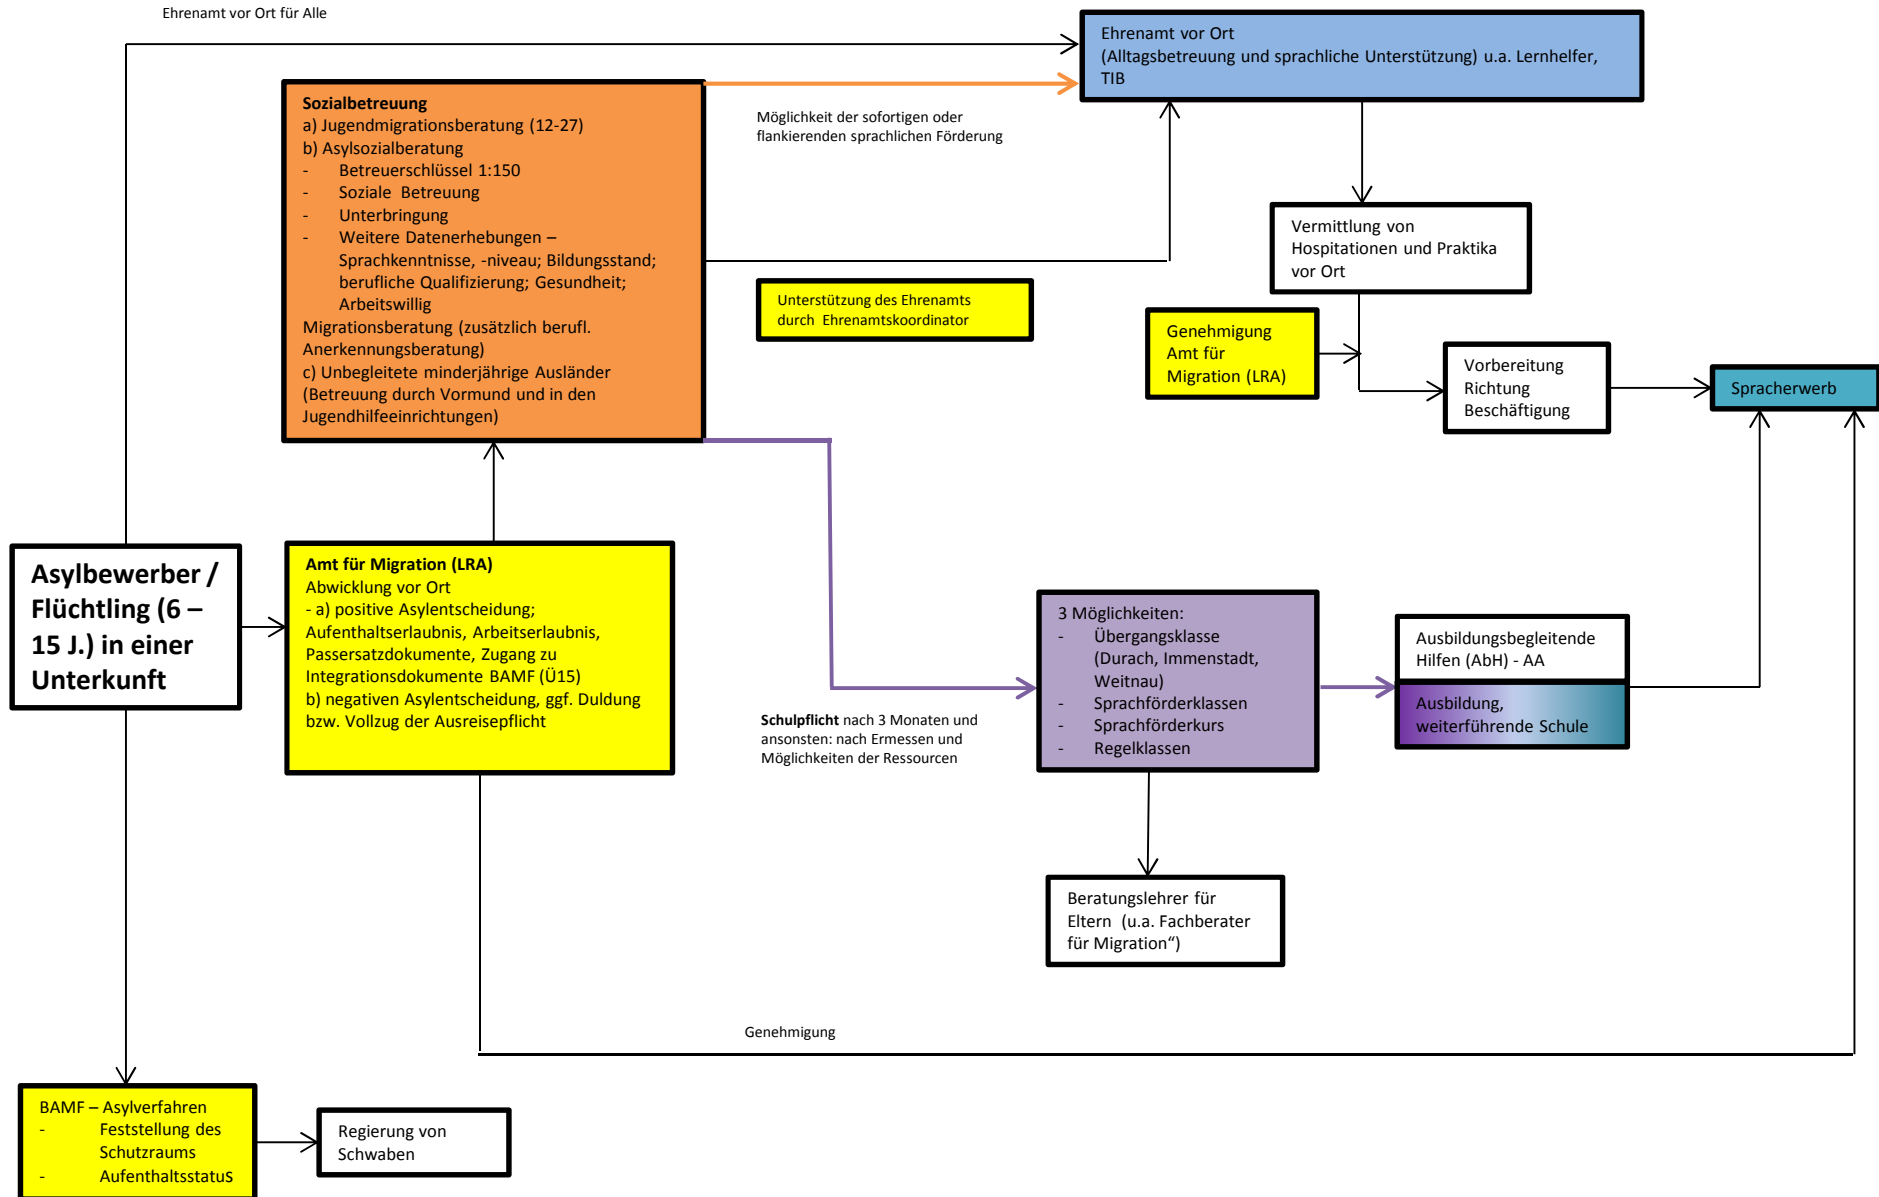 Ehrenamt vor Ort für Alle
Ehrenamt vor Ort
(Alltagsbetreuung und sprachliche Unterstützung) u.a. Lernhelfer,
TIB
Sozialbetreuung
a) Jugendmigrationsberatung (12-27)
b) Asylsozialberatung
- Betreuerschlüssel 1:150
- Soziale Betreuung
- Unterbringung
- Weitere Datenerhebungen –
Sprachkenntnisse, -niveau; Bildungsstand;
berufliche Qualifizierung; Gesundheit;
Arbeitswillig
Migrationsberatung (zusätzlich berufl.
Anerkennungsberatung)
c) Unbegleitete minderjährige Ausländer
(Betreuung durch Vormund und in den
Jugendhilfeeinrichtungen)
Möglichkeit der sofortigen oder
flankierenden sprachlichen Förderung
Unterstützung des Ehrenamts
durch Ehrenamtskoordinator
Vermittlung von
Hospitationen und Praktika
vor Ort
Genehmigung
Amt für
Migration (LRA)
Vorbereitung
Richtung
Beschäftigung
Spracherwerb
Asylbewerber /
Flüchtling (6 –
15 J.) in einer
Unterkunft
Amt für Migration (LRA)
Abwicklung vor Ort
- a) positive Asylentscheidung;
Aufenthaltserlaubnis, Arbeitserlaubnis,
Passersatzdokumente, Zugang zu
Integrationsdokumente BAMF (Ü15)
b) negativen Asylentscheidung, ggf. Duldung
bzw. Vollzug der Ausreisepflicht
Schulpflicht nach 3 Monaten und
ansonsten: nach Ermessen und
Möglichkeiten der Ressourcen
3 Möglichkeiten:
- Übergangsklasse
(Durach, Immenstadt,
Weitnau)
- Sprachförderklassen
- Sprachförderkurs
- Regelklassen
Ausbildungsbegleitende
Hilfen (AbH) - AA
Ausbildung,
weiterführende Schule
Beratungslehrer für
Eltern (u.a. Fachberater
für Migration“)
Genehmigung
BAMF – Asylverfahren
- Feststellung des
Schutzraums
- Aufenthaltsstatus
Regierung von
Schwaben